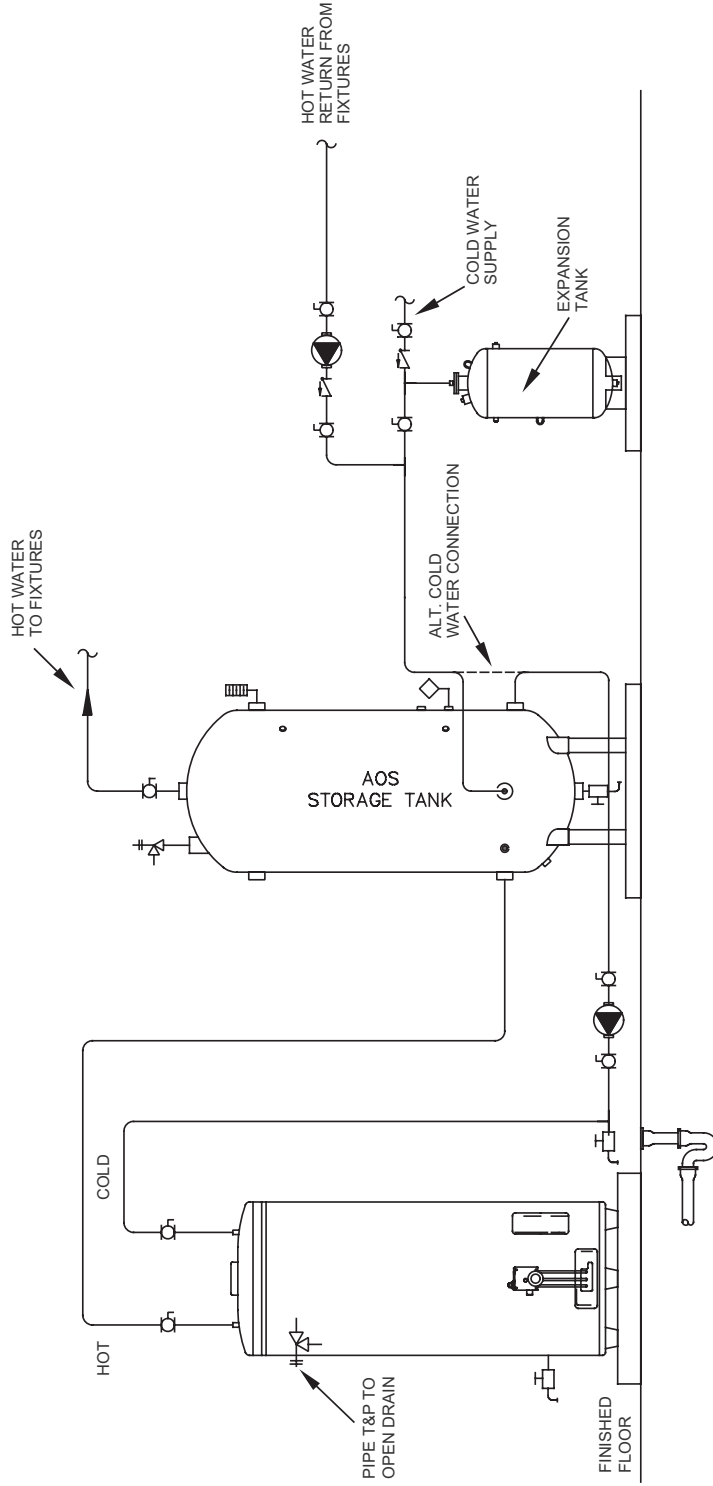 HOT
COLD
PIPE T&P TO
OPEN DRAIN
FINISHED
FLOOR
HOT WATER
TO FIXTURES
AOS
STORAGE TANK
ALT. COLD
WATER CONNECTION
HOT WATER
RETURN FROM
FIXTURES
COLD WATER
SUPPLY
EXPANSION
TANK